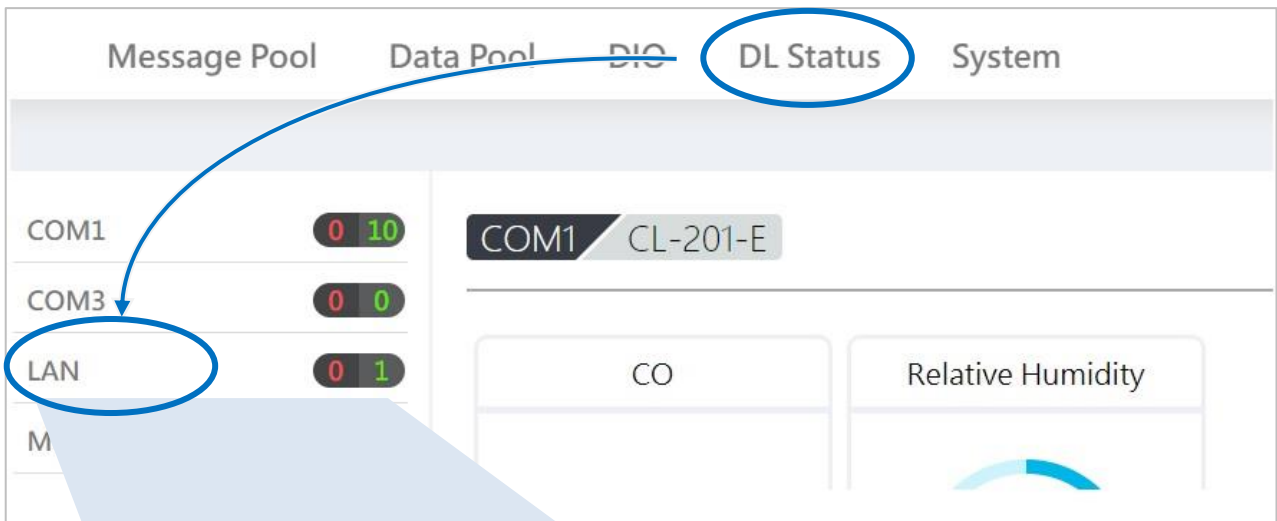 Message Pool Data Pool DIO DL Status System
COM1 0 10
COM1 CL-201-E
COM3 0 0
LAN 0 1
CO Relative Humidity
M